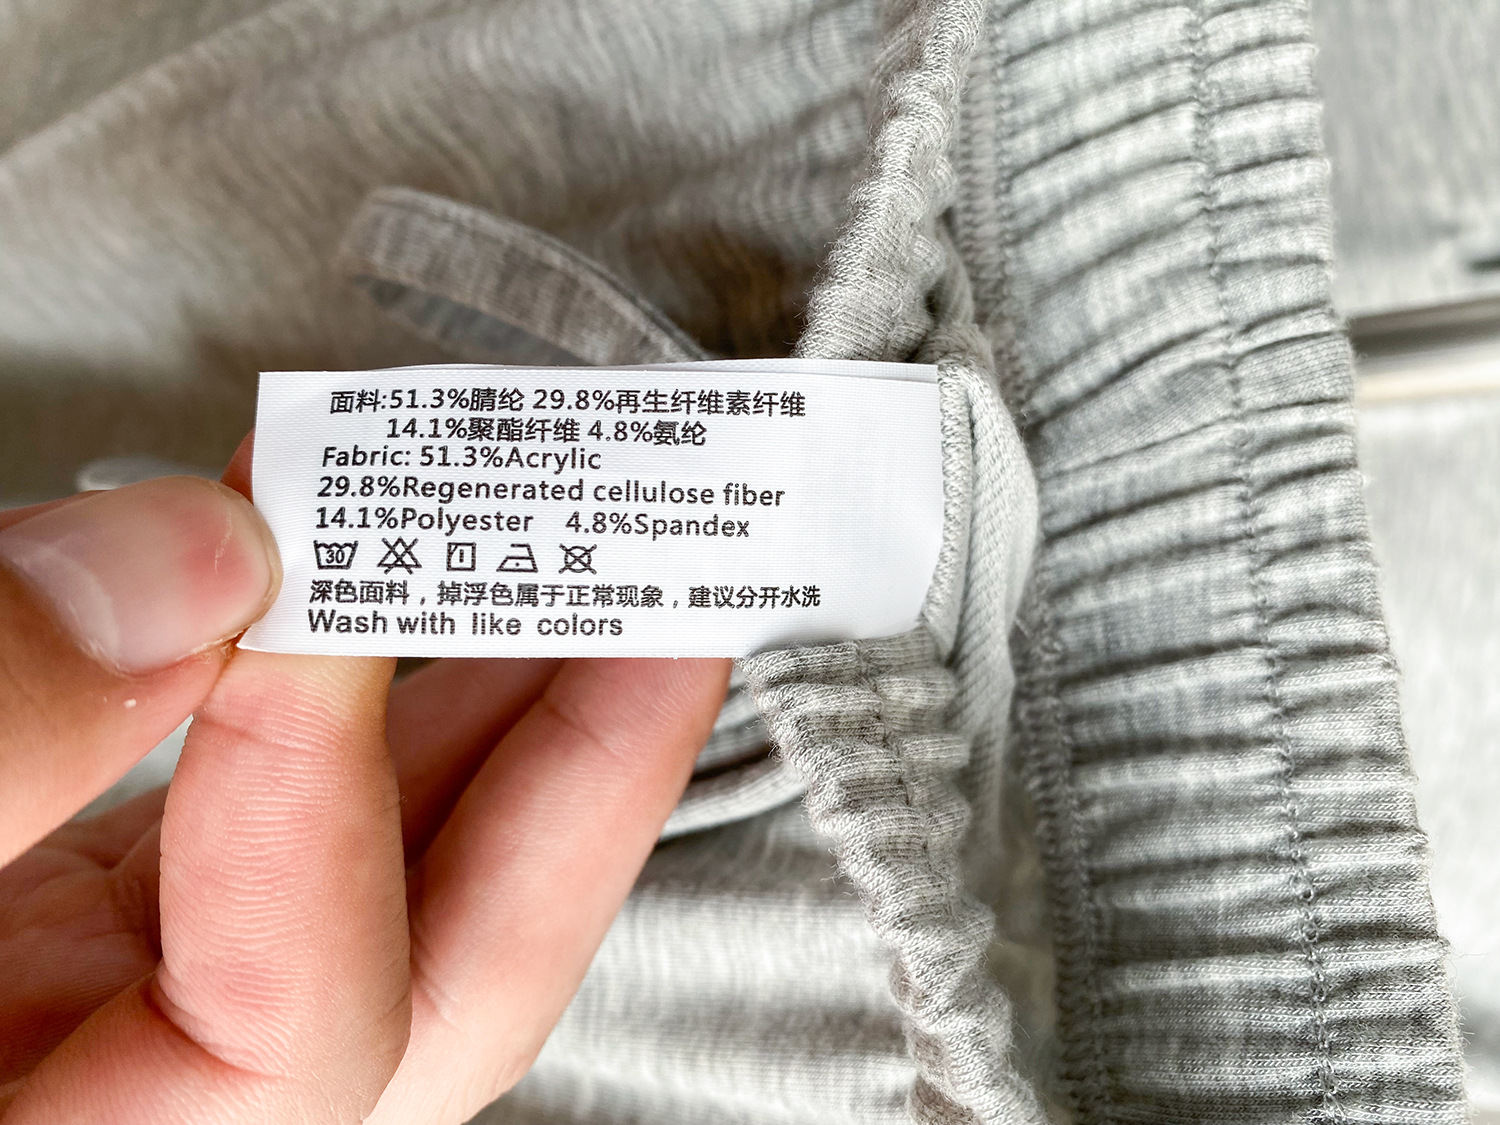 面料:51.3%腈纶 29.8%再生纤维素纤维
14.1%聚酯纤维 4.8%氨纶
Fabric: 51.3%Acrylic
29.8%Regenerated cellulose fiber
14.1%Polyester 4.8%Spandex
30
深色面料，掉浮色属于正常现象，建议分开水洗
Wash with like colors